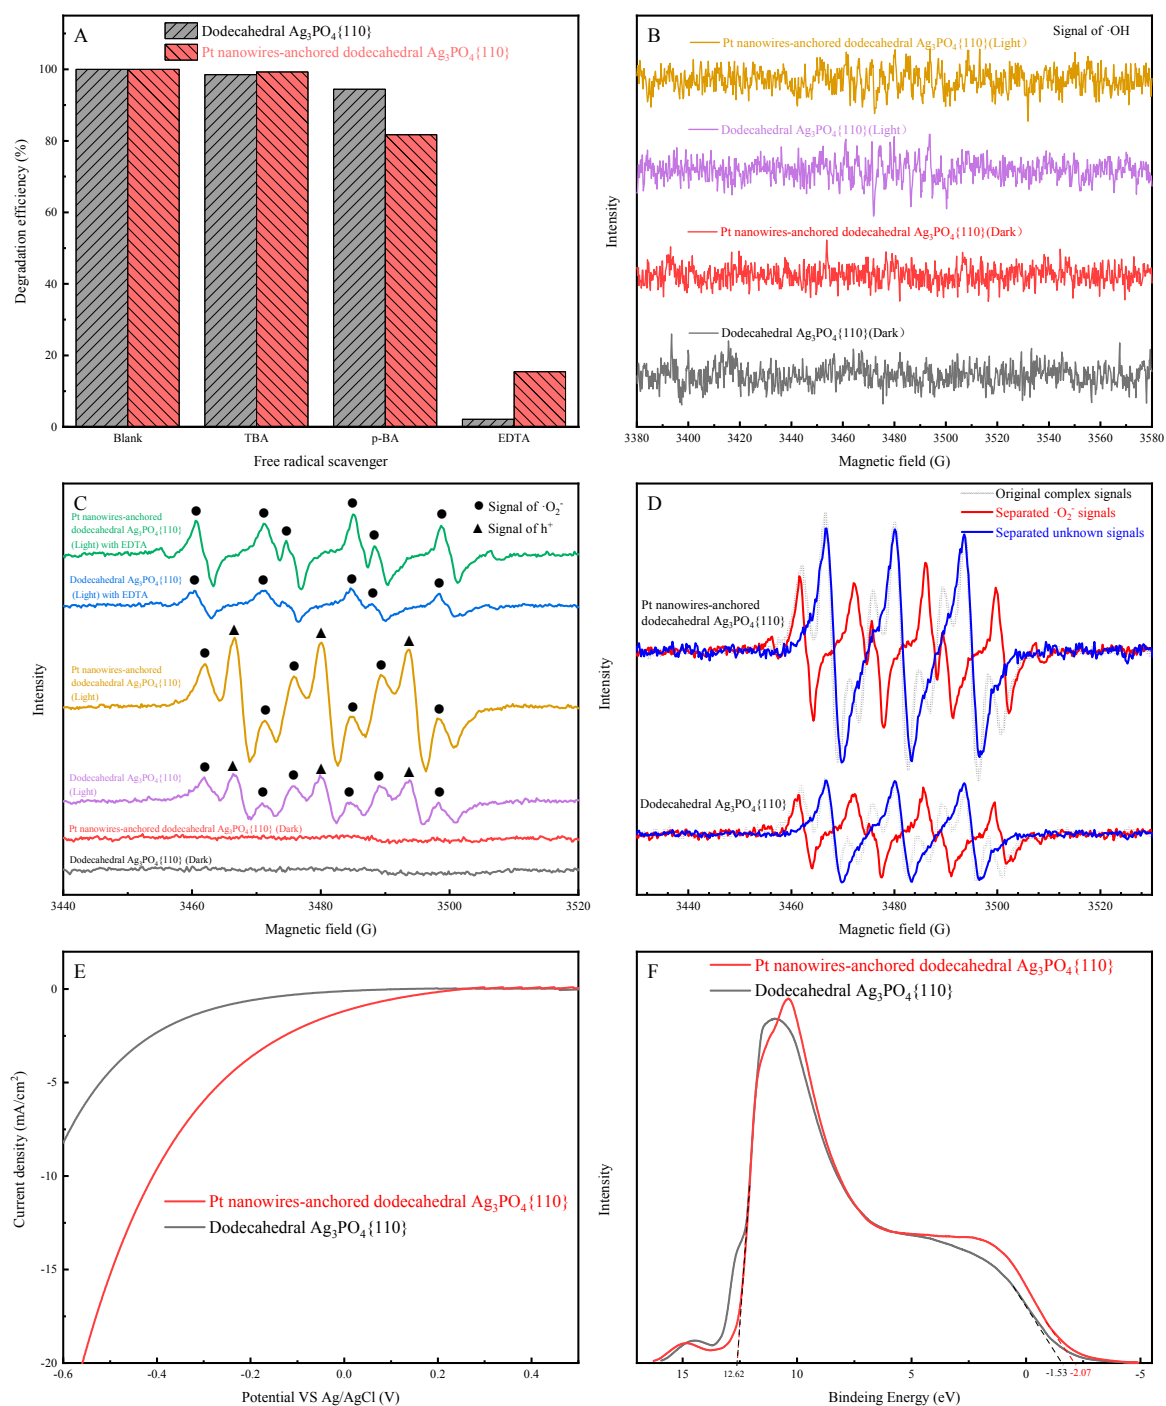 A
Dodecahedral Ag₃PO₄{110}
Pt nanowires-anchored dodecahedral Ag₃PO₄{110}
Degradation efficiency (%)
100
80
60
40
20
0
Blank TBA p-BA EDTA
Free radical scavenger
B
Signal of ·OH
Pt nanowires-anchored dodecahedral Ag₃PO₄{110}(Light）
Dodecahedral Ag₃PO₄{110}(Light）
Pt nanowires-anchored dodecahedral Ag₃PO₄{110}(Dark）
Dodecahedral Ag₃PO₄{110}(Dark）
Intensity
3380 3400 3420 3440 3460 3480 3500 3520 3540 3560 3580
Magnetic field (G)
C
Signal of ·O₂⁻
Signal of h⁺
Pt nanowires-anchored
dodecahedral Ag₃PO₄{110}
(Light) with EDTA
Dodecahedral Ag₃PO₄{110}
(Light) with EDTA
Pt nanowires-anchored
dodecahedral Ag₃PO₄{110}
(Light)
Dodecahedral Ag₃PO₄{110}
(Light)
Pt nanowires-anchored dodecahedral Ag₃PO₄{110} (Dark)
Dodecahedral Ag₃PO₄{110} (Dark)
Intensity
3440 3460 3480 3500 3520
Magnetic field (G)
D
Original complex signals
Separated ·O₂⁻ signals
Separated unknown signals
Pt nanowires-anchored
dodecahedral Ag₃PO₄{110}
Dodecahedral Ag₃PO₄{110}
Intensity
3440 3460 3480 3500 3520
Magnetic field (G)
E
Pt nanowires-anchored dodecahedral Ag₃PO₄{110}
Dodecahedral Ag₃PO₄{110}
Current density (mA/cm²)
0
-5
-10
-15
-20
-0.6 -0.4 -0.2 0.0 0.2 0.4
Potential VS Ag/AgCl (V)
F
Pt nanowires-anchored dodecahedral Ag₃PO₄{110}
Dodecahedral Ag₃PO₄{110}
Intensity
15 10 5 0 -5
12.62 -1.53 -2.07
Bindeing Energy (eV)